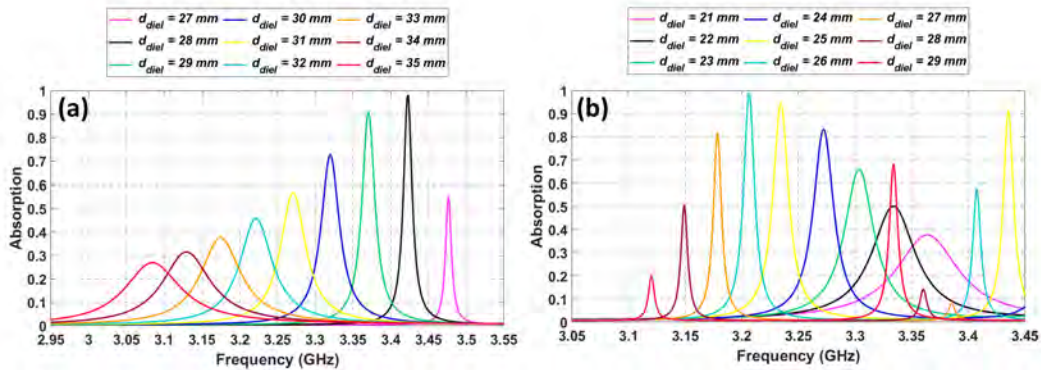 d_diel = 27 mm d_diel = 30 mm d_diel = 33 mm
d_diel = 28 mm d_diel = 31 mm d_diel = 34 mm
d_diel = 29 mm d_diel = 32 mm d_diel = 35 mm
(a)
1
0.9
0.8
0.7
0.6
0.5
0.4
0.3
0.2
0.1
0
Absorption
2.95 3 3.05 3.1 3.15 3.2 3.25 3.3 3.35 3.4 3.45 3.5 3.55
Frequency (GHz)
d_diel = 21 mm d_diel = 24 mm d_diel = 27 mm
d_diel = 22 mm d_diel = 25 mm d_diel = 28 mm
d_diel = 23 mm d_diel = 26 mm d_diel = 29 mm
(b)
1
0.9
0.8
0.7
0.6
0.5
0.4
0.3
0.2
0.1
0
Absorption
3.05 3.1 3.15 3.2 3.25 3.3 3.35 3.4 3.45
Frequency (GHz)